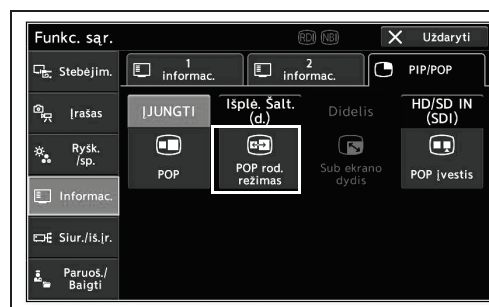 Funkc. sąr.
RDI NBI
Uždaryti
Stebėjim.
Įrašas
Ryšk.
/sp.
Informac.
Siur./iš.įr.
Paruoš./
Baigti
1
informac.
2
informac.
PIP/POP
ĮJUNGTI
POP
Išplė. Šalt.
(d.)
POP rod.
režimas
Didelis
Sub ekrano
dydis
HD/SD IN
(SDI)
POP įvestis